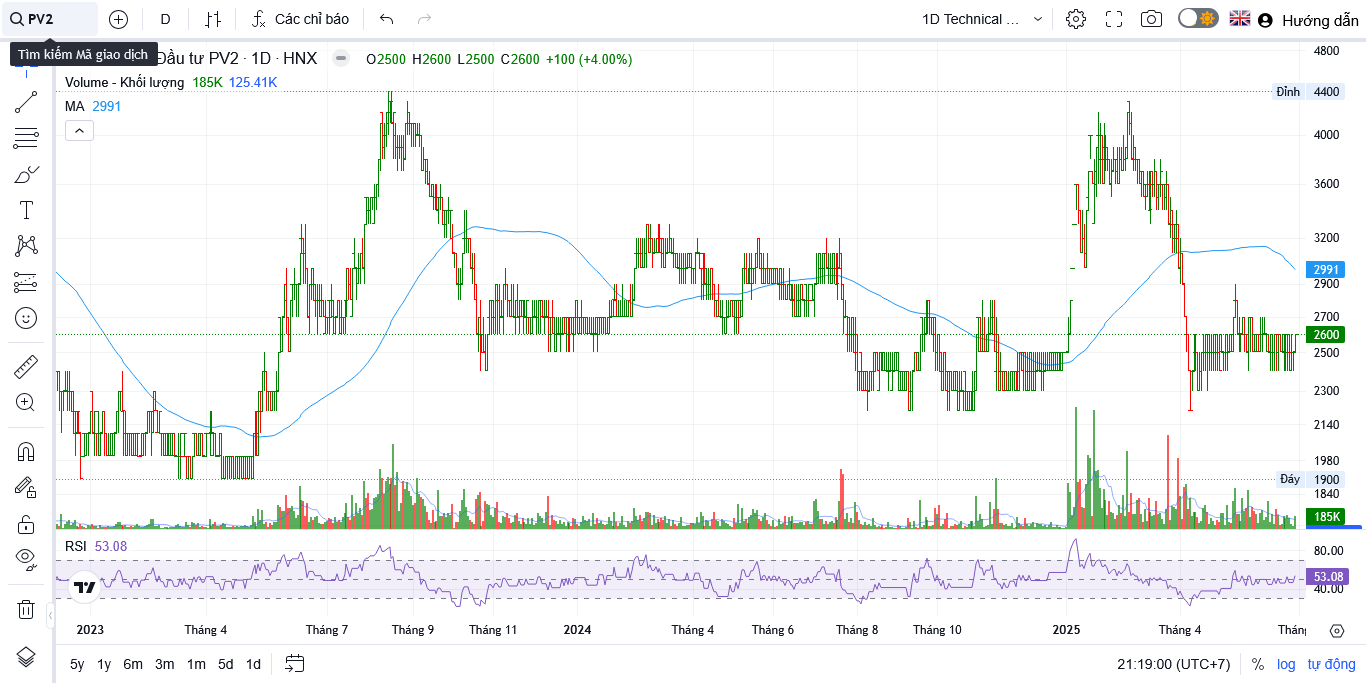 PV2 D Các chỉ báo 1D Technical ... Hướng dẫn
Tìm kiếm Mã giao dịch
Đầu tư PV2 · 1D · HNX O2500 H2600 L2500 C2600 +100 (+4.00%)
Volume - Khối lượng 185K 125.41K
MA 2991
4800
Đỉnh 4400
4000
3600
3200
2991
2900
2700
2600
2500
2300
2140
1980
Đáy 1900
1840
185K
RSI 53.08
80.00
53.08
40.00
2023 Tháng 4 Tháng 7 Tháng 9 Tháng 11 2024 Tháng 4 Tháng 6 Tháng 8 Tháng 10 2025 Tháng 4 Tháng
5y 1y 6m 3m 1m 5d 1d 21:19:00 (UTC+7) % log tự động